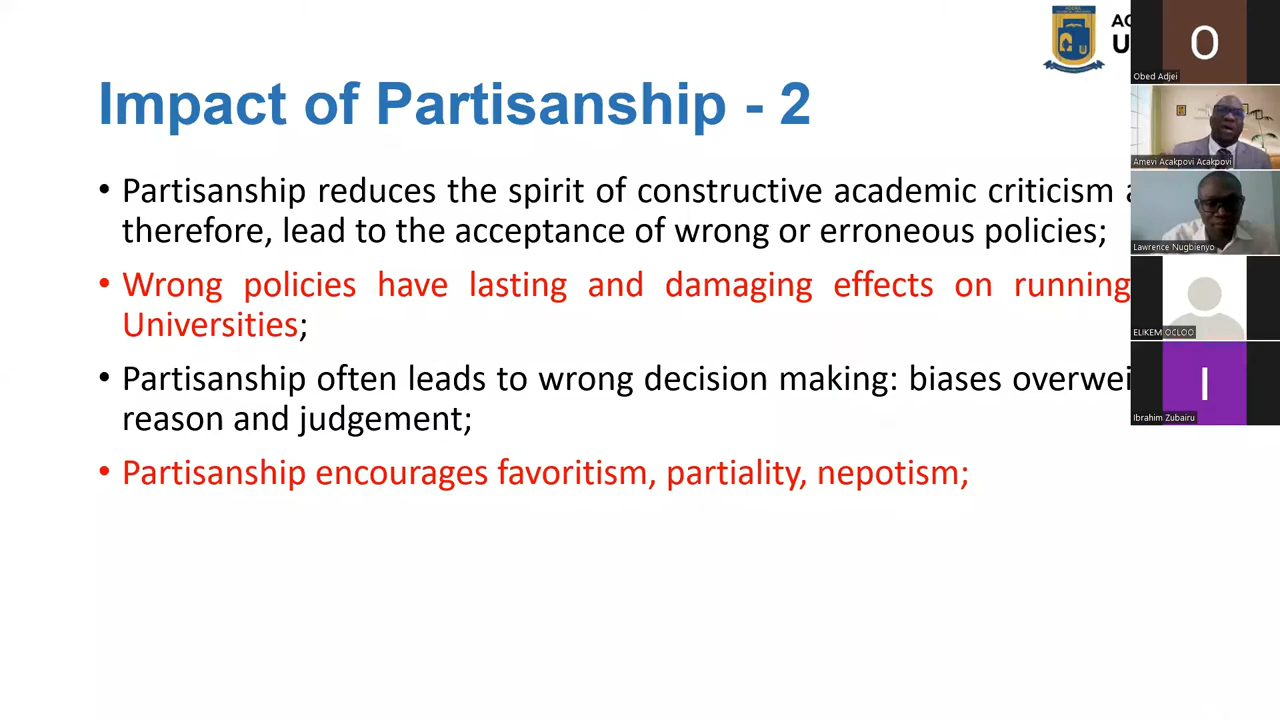 Impact of Partisanship - 2
• Partisanship reduces the spirit of constructive academic criticism
therefore, lead to the acceptance of wrong or erroneous policies;
• Wrong policies have lasting and damaging effects on running
Universities;
• Partisanship often leads to wrong decision making: biases overwei
reason and judgement;
• Partisanship encourages favoritism, partiality, nepotism;
O
Obed Adjei
Amevi Acakpovi Acakpovi
Lawrence Nugbienyo
ELIKEM OCLOO
I
Ibrahim Zubairu